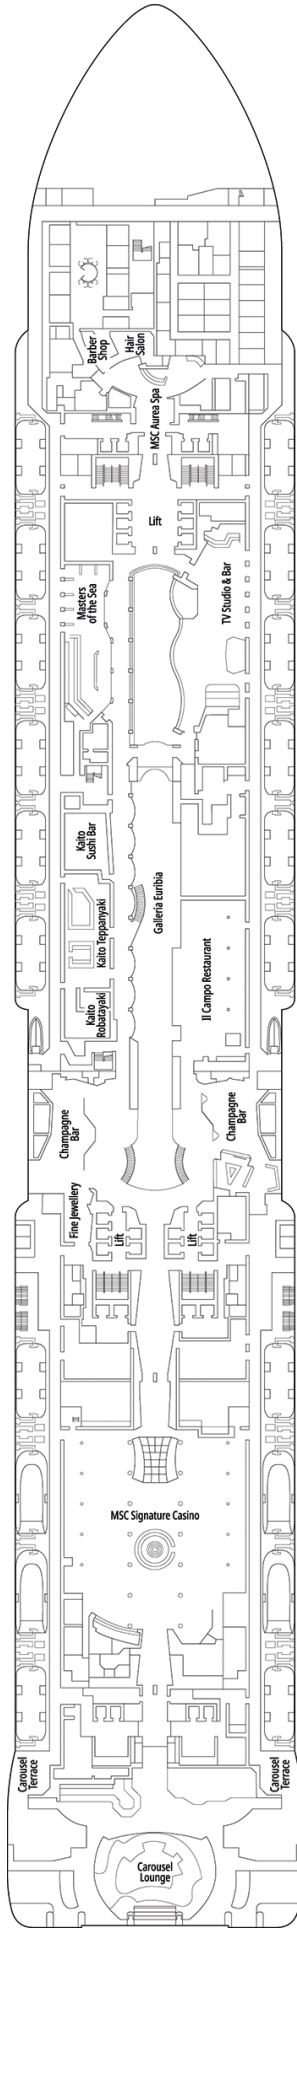 Barber
Shop
Hair
Salon
MSC Aurea Spa
Lift
Masters
of the Sea
TV Studio & Bar
Kaito
Sushi Bar
Galleria Euribia
Kaito Teppanyaki
Il Campo Restaurant
Kaito
Robatayaki
Champagne
Bar
Champagne
Bar
Fine Jewellery
Lift
Lift
MSC Signature Casino
Carousel
Terrace
Carousel
Terrace
Carousel
Lounge